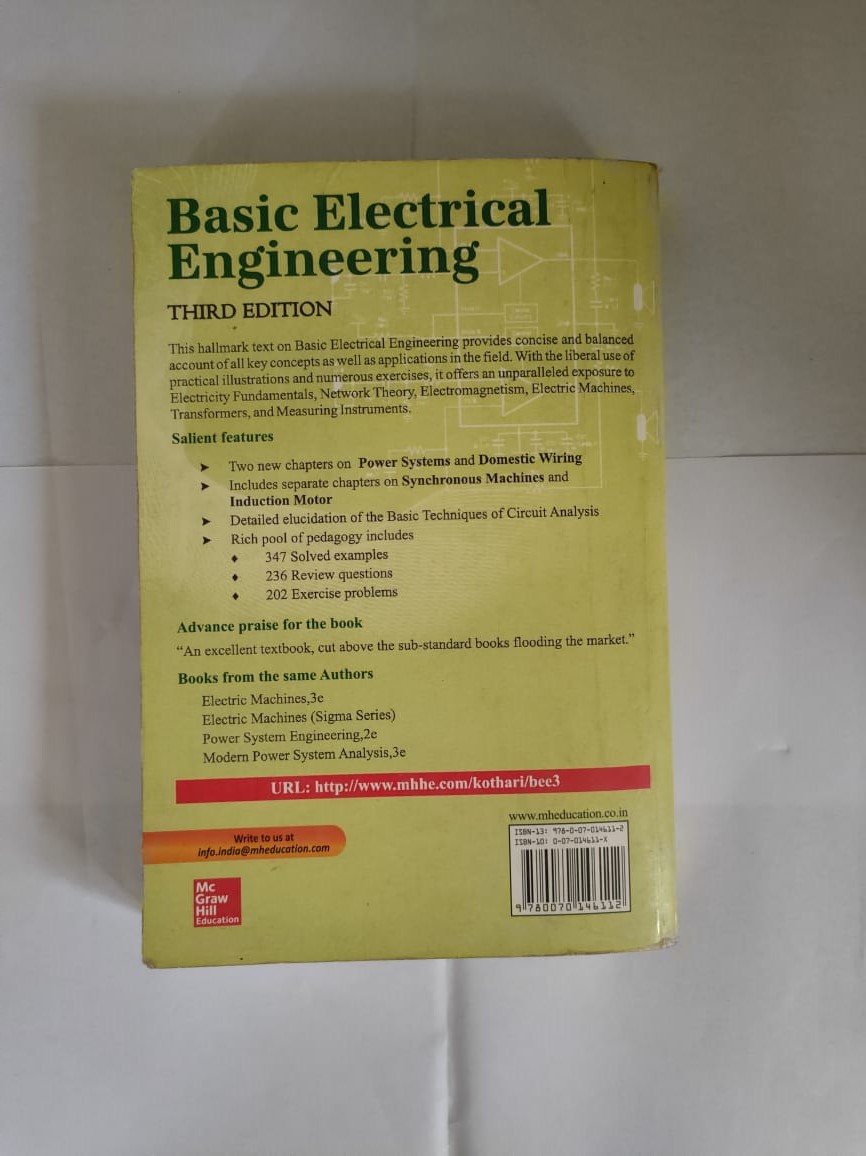 Basic Electrical
Engineering
THIRD EDITION
This hallmark text on Basic Electrical Engineering provides concise and balanced
account of all key concepts as well as applications in the field. With the liberal use of
practical illustrations and numerous exercises, it offers an unparalleled exposure to
Electricity Fundamentals, Network Theory, Electromagnetism, Electric Machines,
Transformers, and Measuring Instruments.
Salient features
➤ Two new chapters on Power Systems and Domestic Wiring
➤ Includes separate chapters on Synchronous Machines and
Induction Motor
➤ Detailed elucidation of the Basic Techniques of Circuit Analysis
➤ Rich pool of pedagogy includes
♦ 347 Solved examples
♦ 236 Review questions
♦ 202 Exercise problems
Advance praise for the book
“An excellent textbook, cut above the sub-standard books flooding the market.”
Books from the same Authors
Electric Machines,3e
Electric Machines (Sigma Series)
Power System Engineering,2e
Modern Power System Analysis,3e
URL: http://www.mhhe.com/kothari/bee3
www.mheducation.co.in
ISBN-13: 978-0-07-014611-2
ISBN-10: 0-07-014611-X
9 780070 146112
Write to us at
info.india@mheducation.com
Mc
Graw
Hill
Education